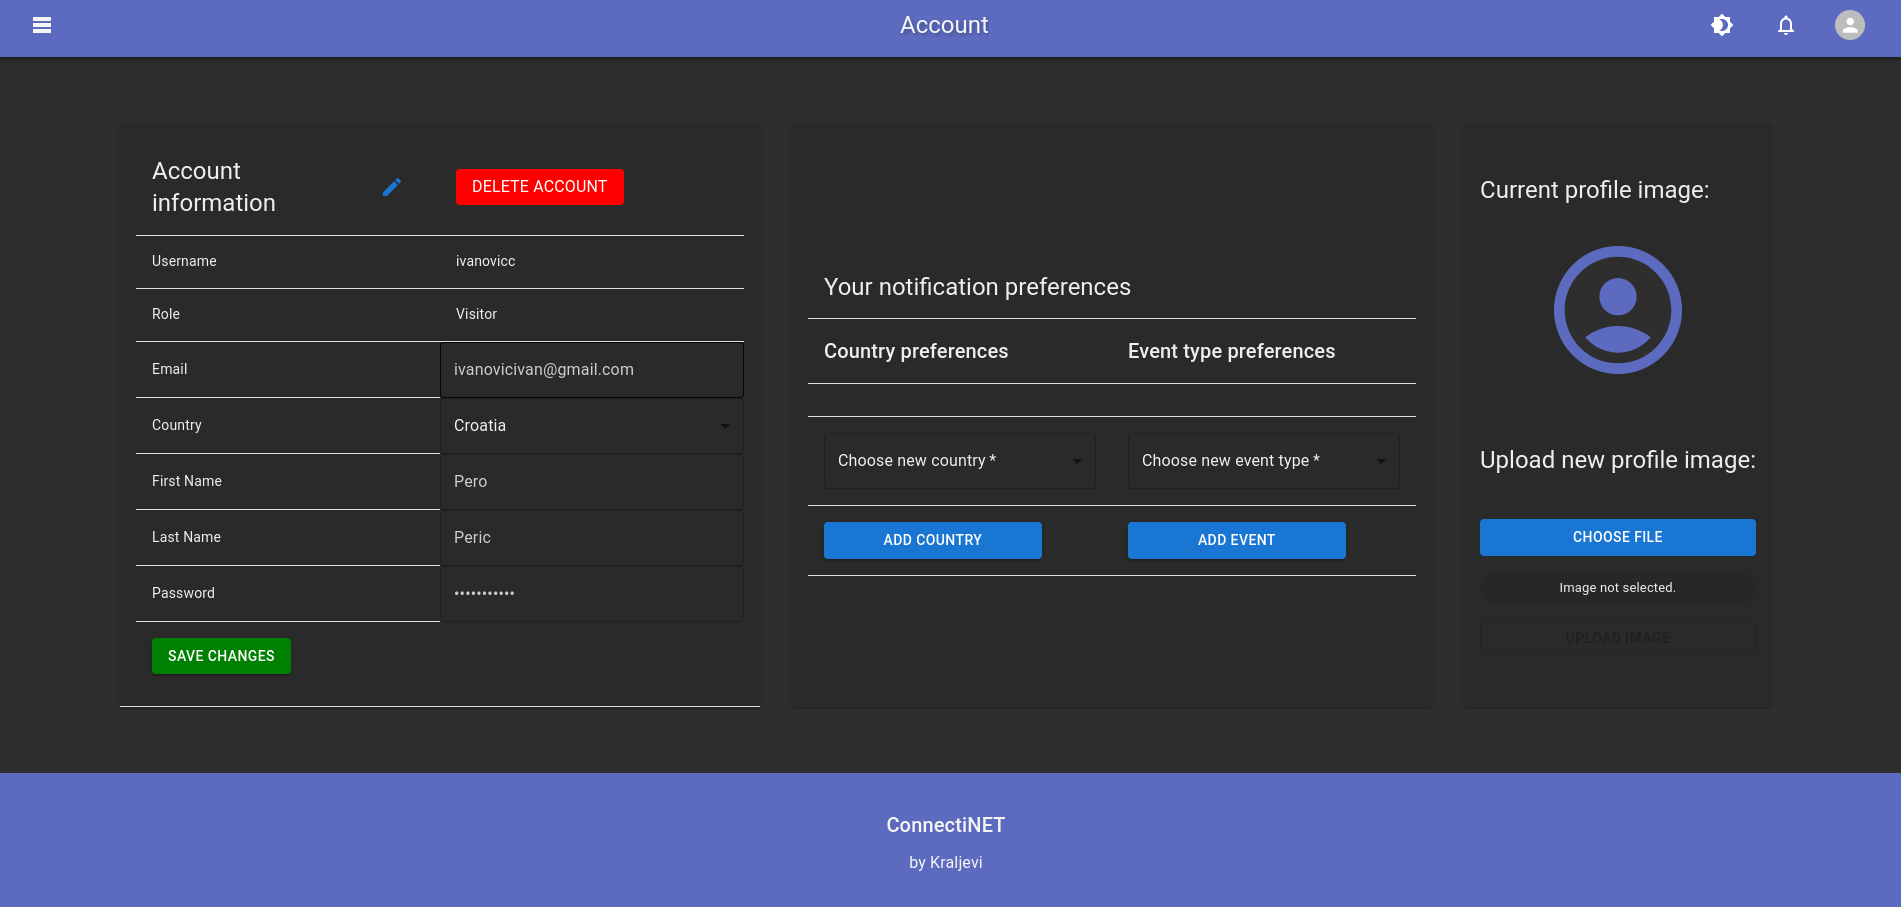 Account
Account
information
DELETE ACCOUNT
Username
ivanovicc
Role
Visitor
Email
ivanovicivan@gmail.com
Country
Croatia
First Name
Pero
Last Name
Peric
Password
•••••••••••
SAVE CHANGES
Your notification preferences
Country preferences
Event type preferences
Choose new country *
Choose new event type *
ADD COUNTRY
ADD EVENT
Current profile image:
Upload new profile image:
CHOOSE FILE
Image not selected.
UPLOAD IMAGE
ConnectiNET
by Kraljevi